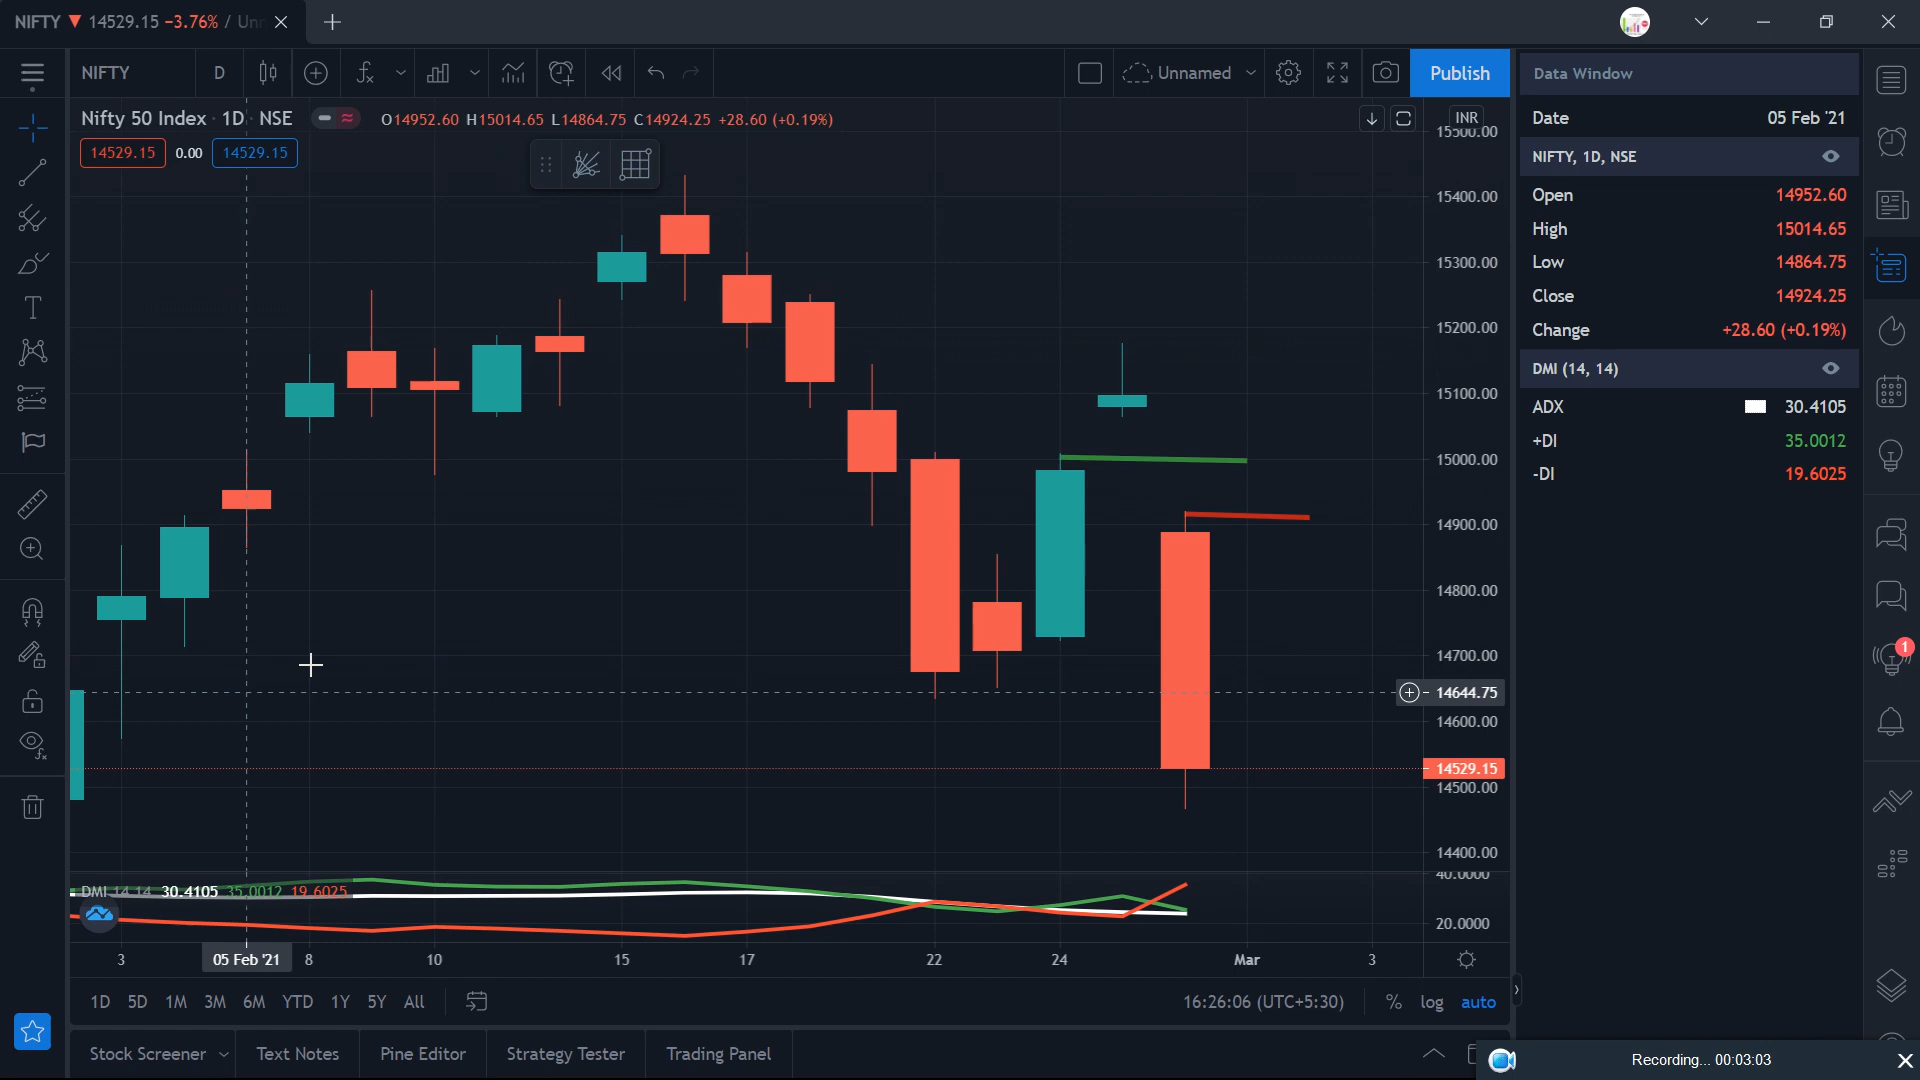 NIFTY ▼ 14529.15 −3.76% / Unn
NIFTY
D
Unnamed
Publish
Nifty 50 Index · 1D · NSE
O14952.60 H15014.65 L14864.75 C14924.25 +28.60 (+0.19%)
14529.15
0.00
14529.15
INR
15500.00
15400.00
15300.00
15200.00
15100.00
15000.00
14900.00
14800.00
14700.00
14644.75
14600.00
14529.15
14500.00
14400.00
40.0000
20.0000
DMI 14 14 30.4105 35.0012 19.6025
3
05 Feb '21
8
10
15
17
22
24
Mar
3
1D 5D 1M 3M 6M YTD 1Y 5Y All
16:26:06 (UTC+5:30)
% log auto
Stock Screener
Text Notes
Pine Editor
Strategy Tester
Trading Panel
Data Window
Date 05 Feb '21
NIFTY, 1D, NSE
Open 14952.60
High 15014.65
Low 14864.75
Close 14924.25
Change +28.60 (+0.19%)
DMI (14, 14)
ADX 30.4105
+DI 35.0012
-DI 19.6025
1
Recording... 00:03:03